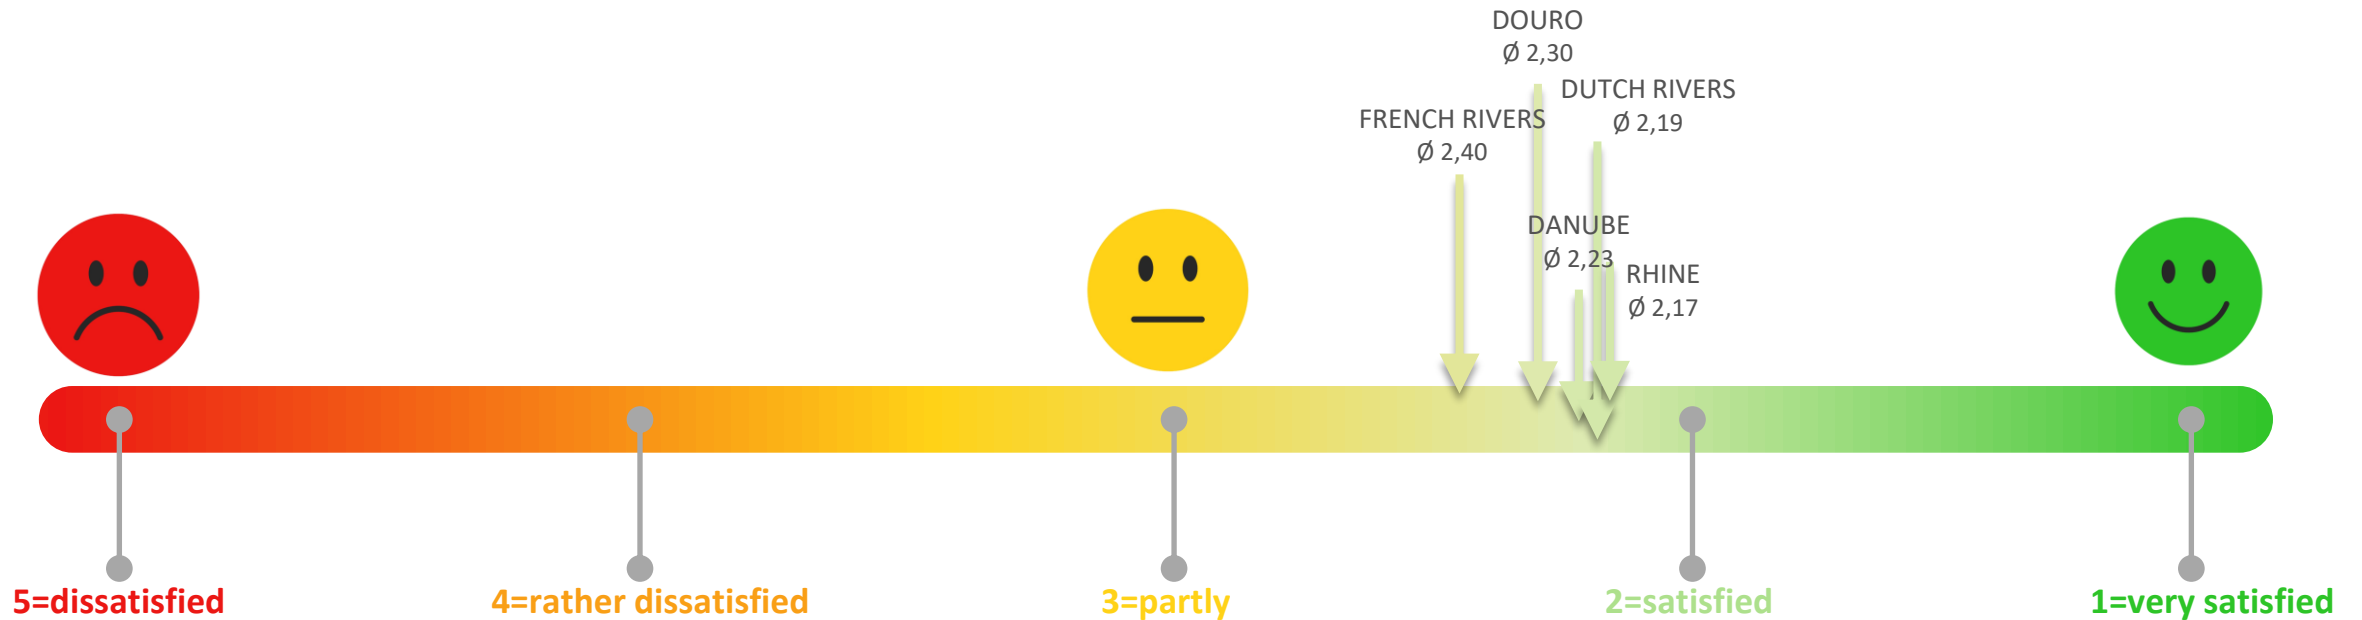 DOURO
Ø 2,30
DUTCH RIVERS
Ø 2,19
FRENCH RIVERS
Ø 2,40
DANUBE
Ø 2,23
RHINE
Ø 2,17
5=dissatisfied
4=rather dissatisfied
3=partly
2=satisfied
1=very satisfied